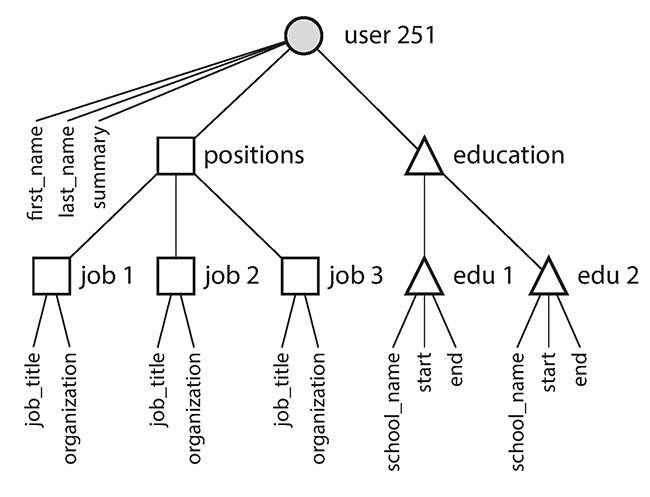 user 251
first_name
last_name
summary
positions
education
job 1
job 2
job 3
edu 1
edu 2
job_title
organization
job_title
organization
job_title
organization
school_name
start
end
school_name
start
end